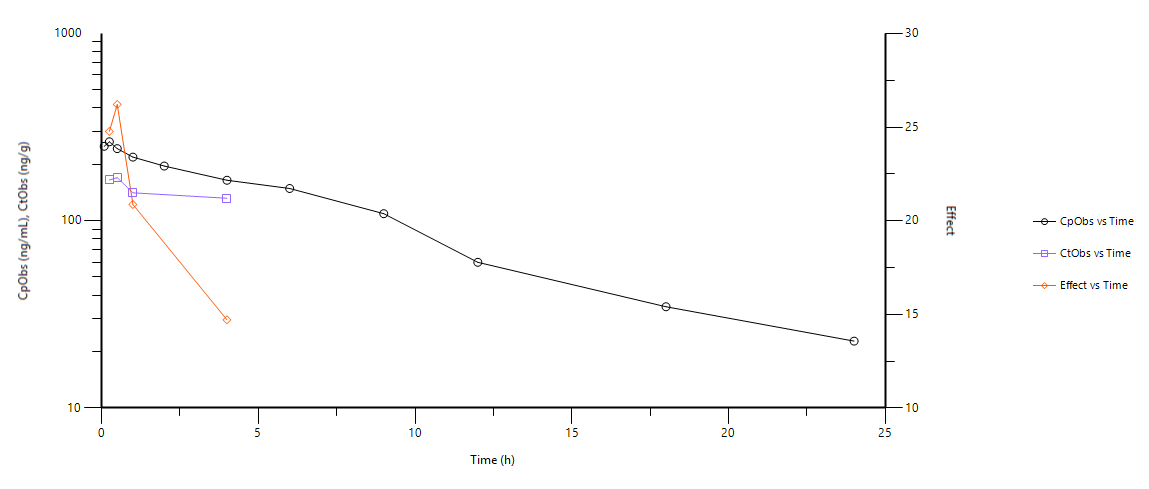 1000
100
10
CpObs (ng/mL), CtObs (ng/g)
0
5
10
15
20
25
Time (h)
30
25
20
15
10
Effect
CpObs vs Time
CtObs vs Time
Effect vs Time